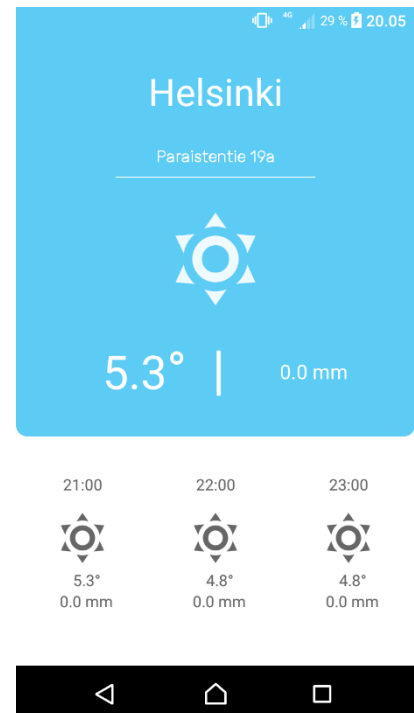 4G 29 % 20.05
Helsinki
Paraistentie 19a
5.3° 0.0 mm
21:00 22:00 23:00
5.3° 4.8° 4.8°
0.0 mm 0.0 mm 0.0 mm